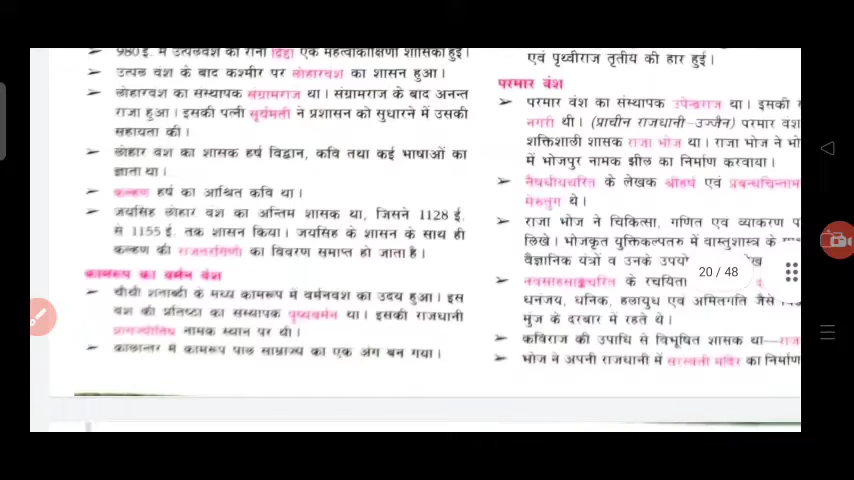 980 ई. में उत्पलवंश की रानी दिद्दा एक महत्वाकांक्षिणी शासिका हुई।
➢ उत्पल वंश के बाद कश्मीर पर लोहारवंश का शासन हुआ।
➢ लोहारवंश का संस्थापक संग्रामराज था। संग्रामराज के बाद अनन्त
राजा हुआ। इसकी पत्नी सूर्यमती ने प्रशासन को सुधारने में उसकी
सहायता की।
➢ लोहार वंश का शासक हर्ष विद्वान, कवि तथा कई भाषाओं का
ज्ञाता था।
➢ कल्हण हर्ष का आश्रित कवि था।
➢ जयसिंह लोहार वंश का अन्तिम शासक था, जिसने 1128 ई.
से 1155 ई. तक शासन किया। जयसिंह के शासन के साथ ही
कल्हण की राजतरंगिणी का विवरण समाप्त हो जाता है।
कामरूप का वर्मन वंश
➢ चौथी शताब्दी के मध्य कामरूप में वर्मनवंश का उदय हुआ। इस
वंश की प्रतिष्ठा का संस्थापक पुष्यवर्मन था। इसकी राजधानी
प्राग्ज्योतिष नामक स्थान पर थी।
➢ कालान्तर में कामरूप पाल साम्राज्य का एक अंग बन गया।
एवं पृथ्वीराज तृतीय की हार हुई।
परमार वंश
➢ परमार वंश का संस्थापक उपेन्द्रराज था। इसकी
नगरी थी। (प्राचीन राजधानी-उज्जैन) परमार वंश
शक्तिशाली शासक राजा भोज था। राजा भोज ने
में भोजपुर नामक झील का निर्माण करवाया।
➢ नैषधीयचरित के लेखक श्रीहर्ष एवं
मेरुतुंग थे।
➢ राजा भोज ने चिकित्सा, गणित एवं व्याकरण
लिखे। भोजकृत युक्तिकल्पतरु में वास्तुशास्त्र के
वैज्ञानिक यंत्रों व उनके
20 / 48
➢ नवसाहसाङ्कचरित के रचयिता
धनंजय, धनिक, हलायुध एवं अमितगति जैसे
मुंज के दरबार में रहते थे।
➢ कविराज की उपाधि से विभूषित शासक था—
➢ भोज ने अपनी राजधानी में सरस्वती मंदिर का निर्माण